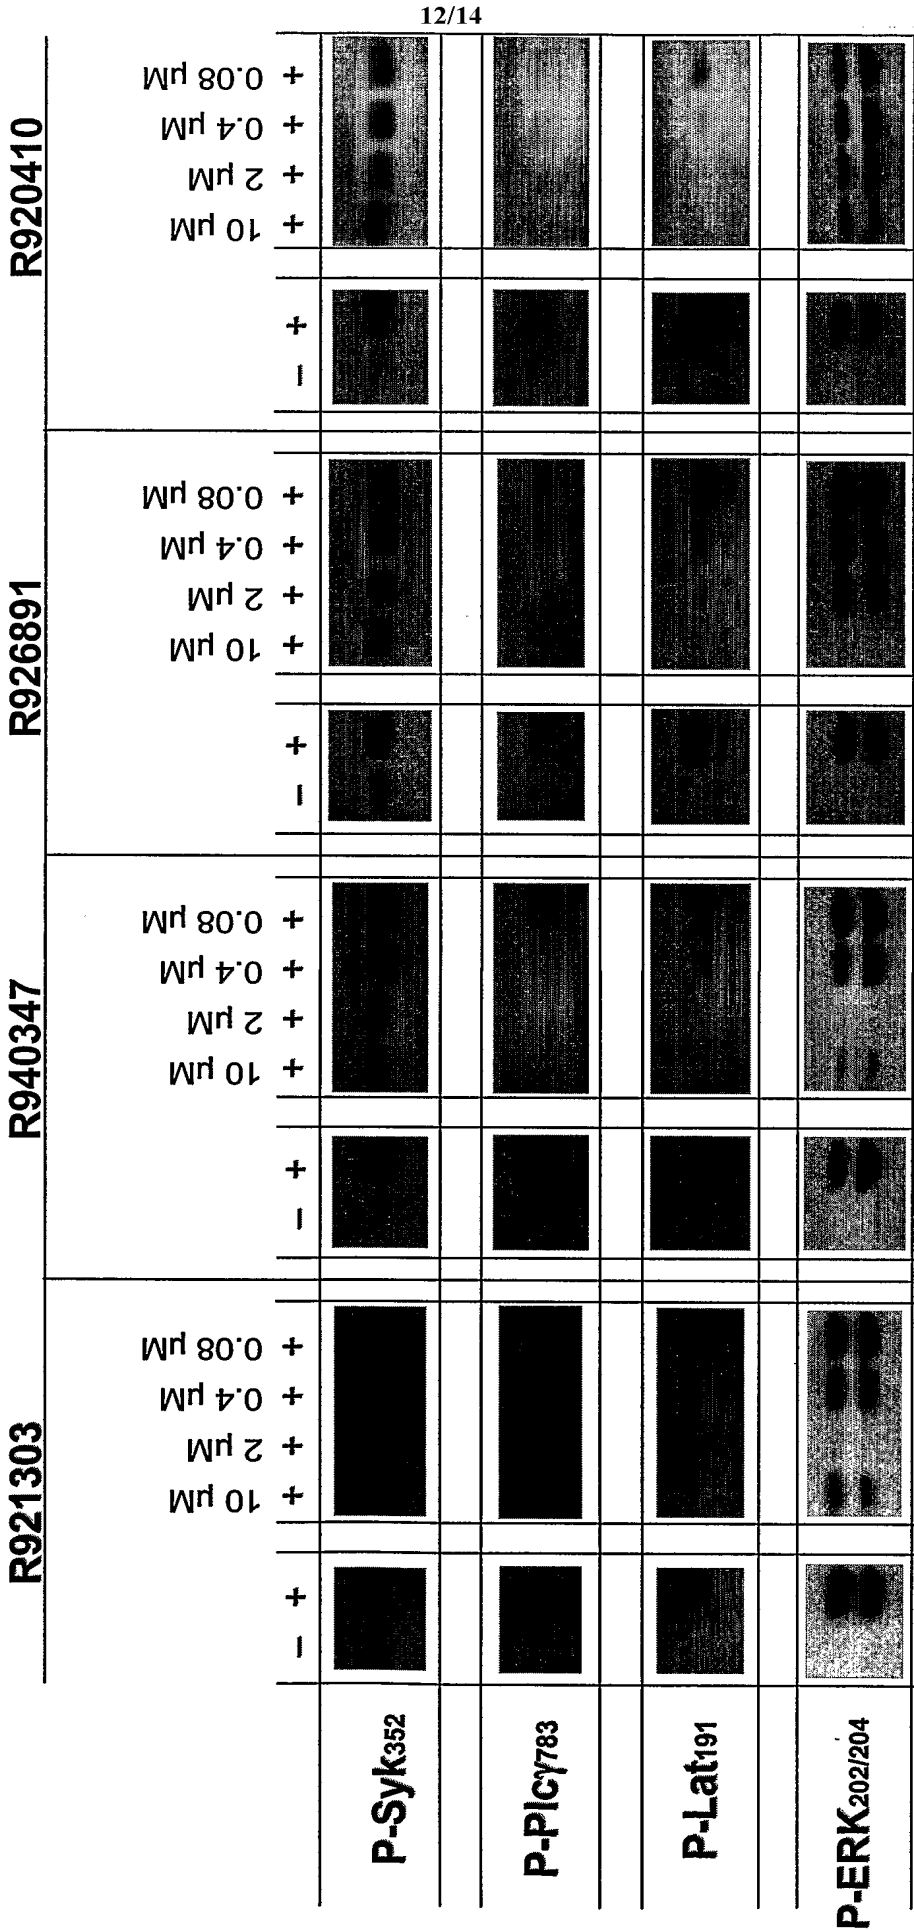 12/14
R921303 R940347 R926891 R920410
10 µM 2 µM 0.4 µM 0.08 µM 10 µM 2 µM 0.4 µM 0.08 µM 10 µM 2 µM 0.4 µM 0.08 µM 10 µM 2 µM 0.4 µM 0.08 µM
− + + + + + − + + + + + − + + + + + − + + + + +
P-Syk352
P-Plcγ783
P-Lat191
P-ERK202/204